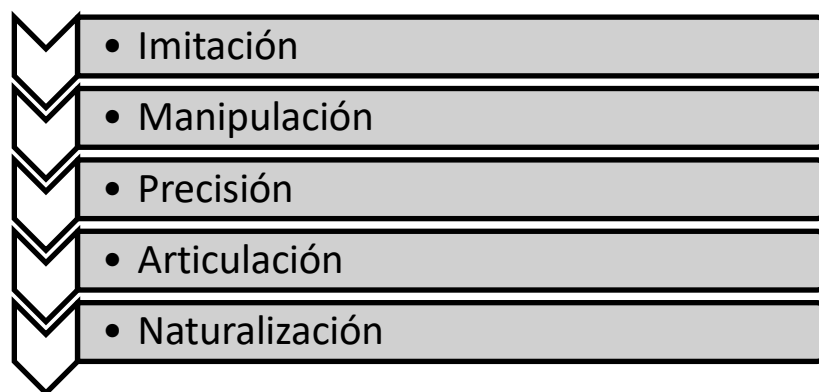 • Imitación
• Manipulación
• Precisión
• Articulación
• Naturalización